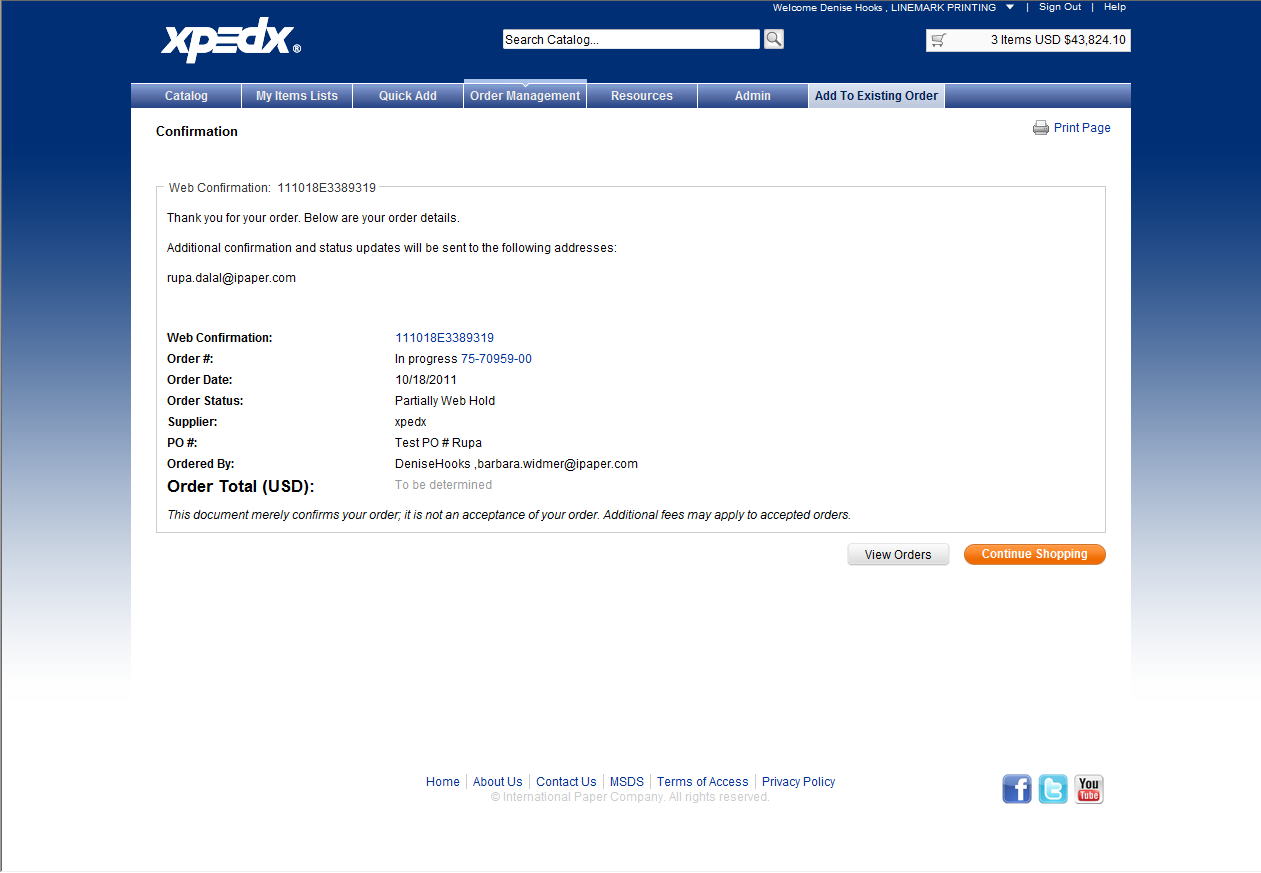 Welcome Denise Hooks , LINEMARK PRINTING | Sign Out | Help
xpedx®
Search Catalog...
3 Items USD $43,824.10
Catalog My Items Lists Quick Add Order Management Resources Admin Add To Existing Order
Confirmation
Print Page
Web Confirmation: 111018E3389319
Thank you for your order. Below are your order details.
Additional confirmation and status updates will be sent to the following addresses:
rupa.dalal@ipaper.com
Web Confirmation: 111018E3389319
Order #: In progress 75-70959-00
Order Date: 10/18/2011
Order Status: Partially Web Hold
Supplier: xpedx
PO #: Test PO # Rupa
Ordered By: DeniseHooks ,barbara.widmer@ipaper.com
Order Total (USD): To be determined
This document merely confirms your order; it is not an acceptance of your order. Additional fees may apply to accepted orders.
View Orders Continue Shopping
Home | About Us | Contact Us | MSDS | Terms of Access | Privacy Policy
© International Paper Company. All rights reserved.
f t You Tube